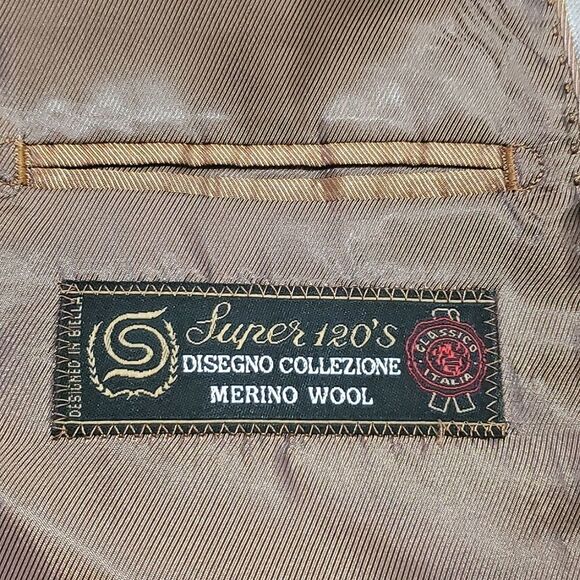 DESIGNED IN BIELLA
S
Super 120's
DISEGNO COLLEZIONE
MERINO WOOL
CLASSICO
ITALIA